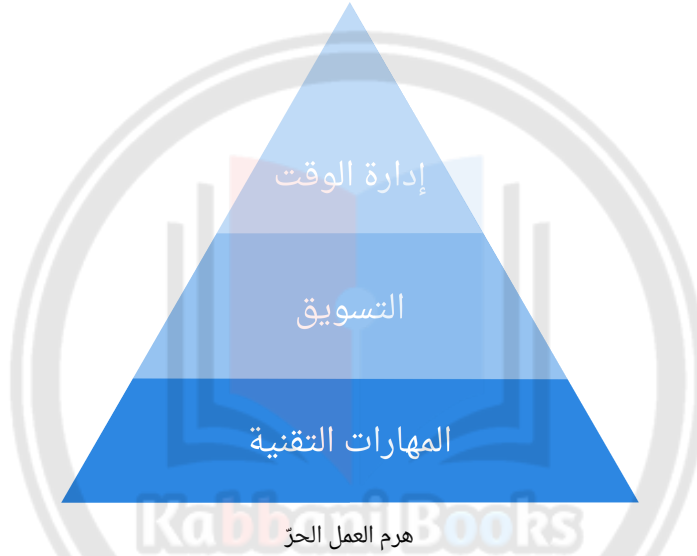 إدارة الوقت
التسويق
المهارات التقنية
Kabbani Books
هرم العمل الحرّ